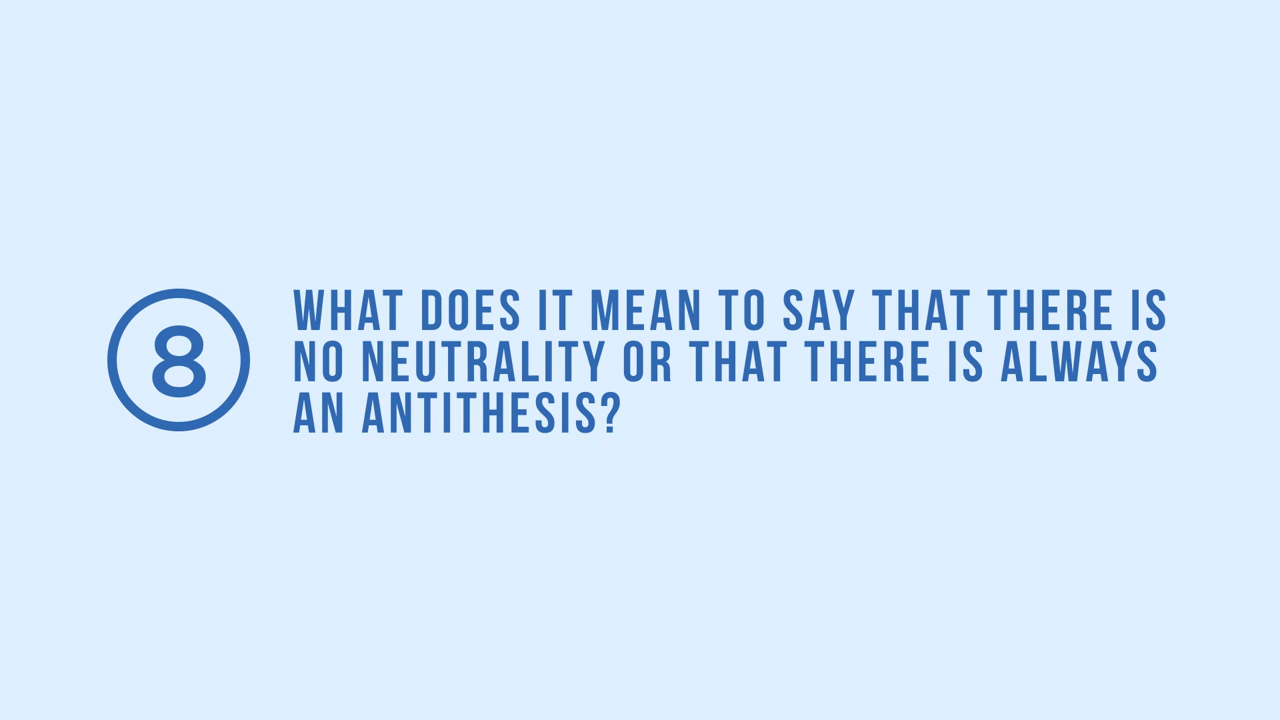 8
WHAT DOES IT MEAN TO SAY THAT THERE IS
NO NEUTRALITY OR THAT THERE IS ALWAYS
AN ANTITHESIS?